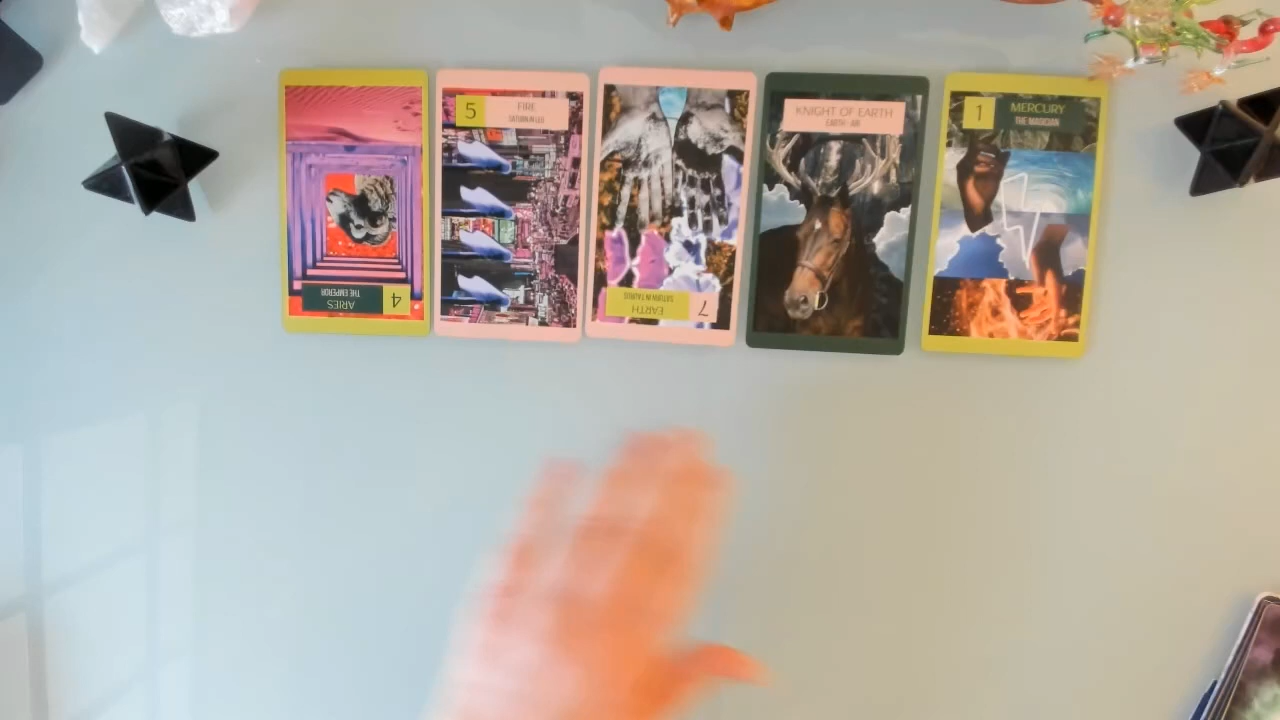 ARIES
THE EMPEROR
4
5
FIRE
SATURN IN LEO
EARTH
SATURN IN TAURUS
7
KNIGHT OF EARTH
EARTH - AIR
1
MERCURY
THE MAGICIAN